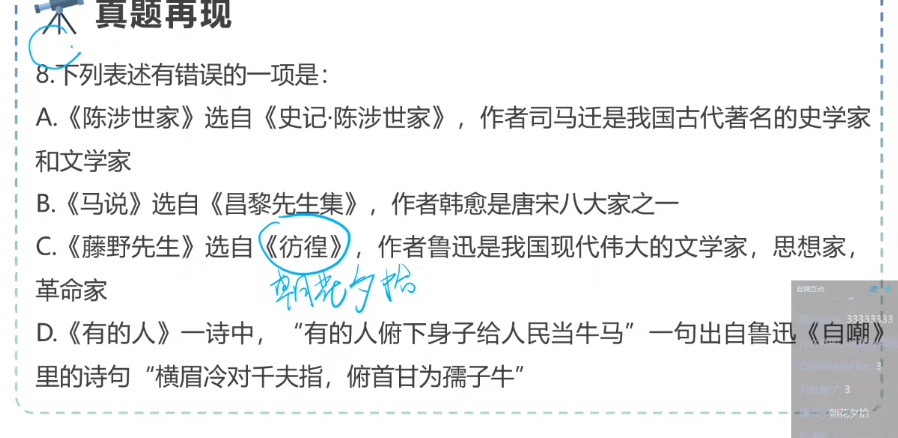 真题再现
8.下列表述有错误的一项是：
A.《陈涉世家》选自《史记·陈涉世家》，作者司马迁是我国古代著名的史学家
和文学家
B.《马说》选自《昌黎先生集》，作者韩愈是唐宋八大家之一
C.《藤野先生》选自《彷徨》，作者鲁迅是我国现代伟大的文学家，思想家，
革命家
朝花夕拾
D.《有的人》一诗中，“有的人俯下身子给人民当牛马”一句出自鲁迅《自嘲》
里的诗句“横眉冷对千夫指，俯首甘为孺子牛”
直播互动
33333333
3
3
朝花夕拾